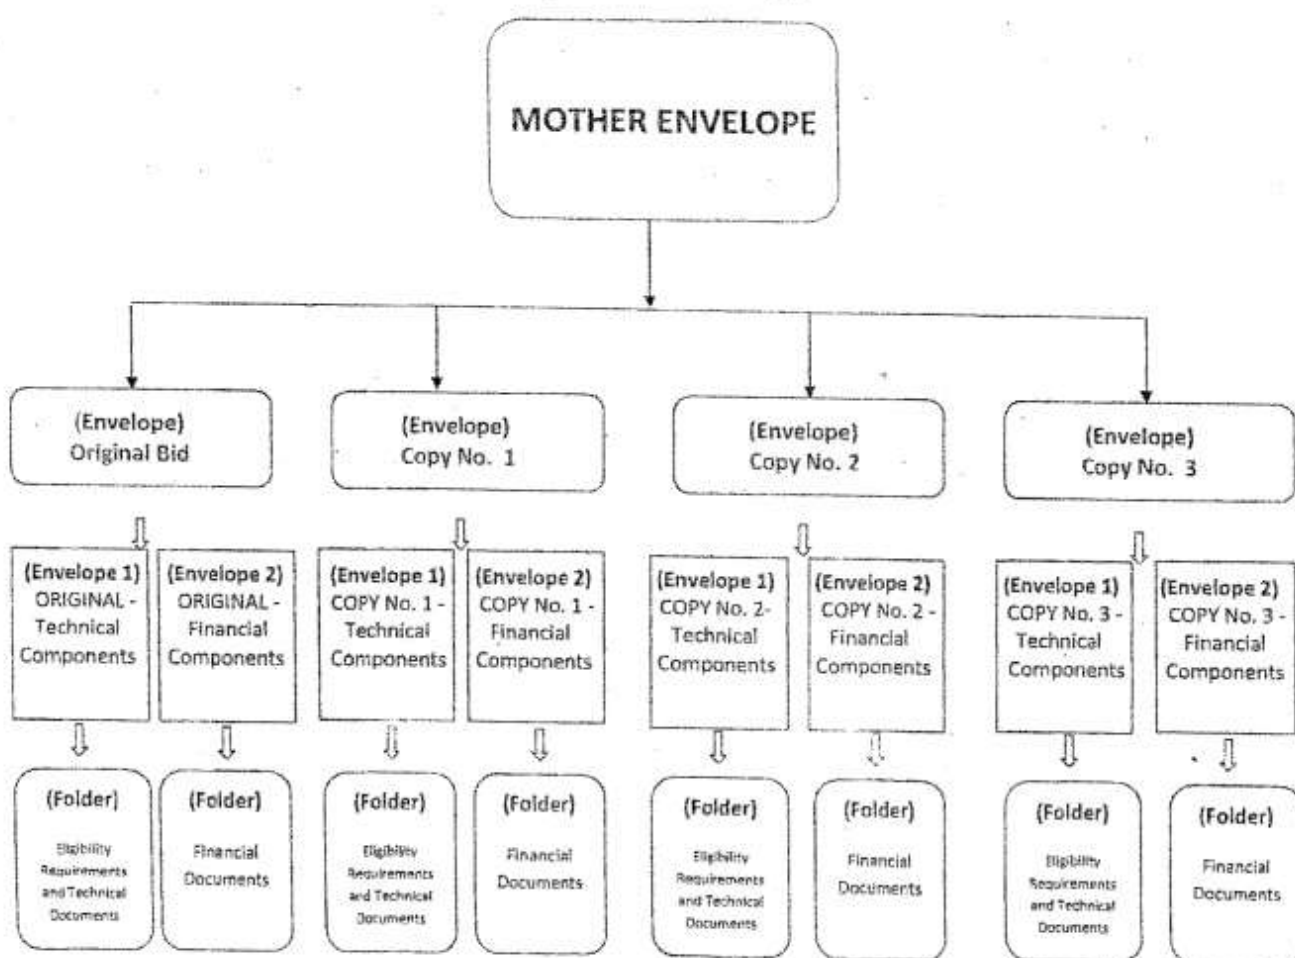 MOTHER ENVELOPE
(Envelope)
Original Bid
(Envelope)
Copy No. 1
(Envelope)
Copy No. 2
(Envelope)
Copy No. 3
(Envelope 1)
ORIGINAL -
Technical
Components
(Envelope 2)
ORIGINAL -
Financial
Components
(Envelope 1)
COPY No. 1 -
Technical
Components
(Envelope 2)
COPY No. 1 -
Financial
Components
(Envelope 1)
COPY No. 2-
Technical
Components
(Envelope 2)
COPY No. 2 -
Financial
Components
(Envelope 1)
COPY No. 3 -
Technical
Components
(Envelope 2)
COPY No. 3 -
Financial
Components
(Folder)
Eligibility
Requirements
and Technical
Documents
(Folder)
Financial
Documents
(Folder)
Eligibility
Requirements
and Technical
Documents
(Folder)
Financial
Documents
(Folder)
Eligibility
Requirements
and Technical
Documents
(Folder)
Financial
Documents
(Folder)
Eligibility
Requirements
and Technical
Documents
(Folder)
Financial
Documents